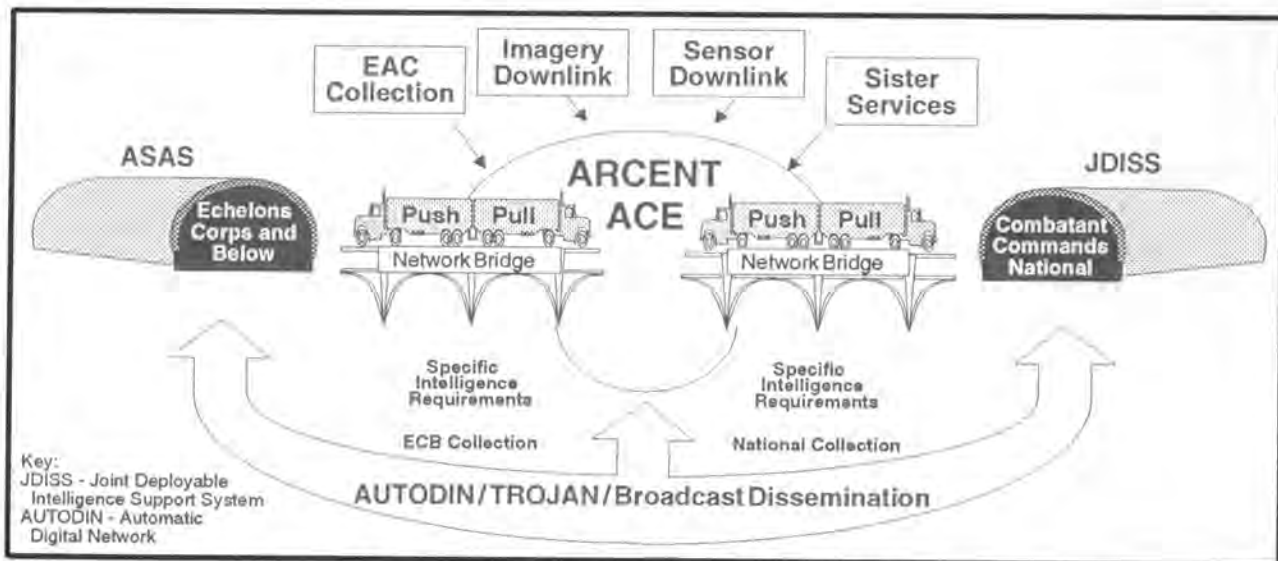 EAC
Collection
Imagery
Downlink
Sensor
Downlink
Sister
Services
ASAS
Echelons
Corps and
Below
ARCENT
ACE
Push Pull
Network Bridge
Push Pull
Network Bridge
JDISS
Combatant
Commands
National
Specific
Intelligence
Requirements
ECB Collection
Specific
Intelligence
Requirements
National Collection
AUTODIN/TROJAN/Broadcast Dissemination
Key:
JDISS - Joint Deployable
Intelligence Support System
AUTODIN - Automatic
Digital Network